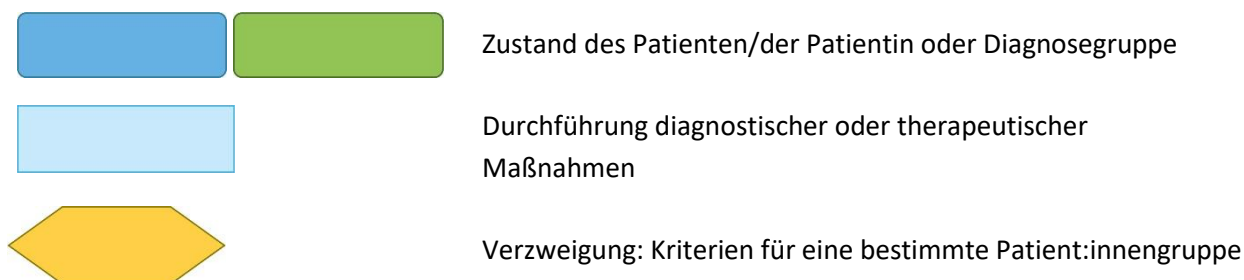 Zustand des Patienten/der Patientin oder Diagnosegruppe
Durchführung diagnostischer oder therapeutischer
Maßnahmen
Verzweigung: Kriterien für eine bestimmte Patient:innengruppe